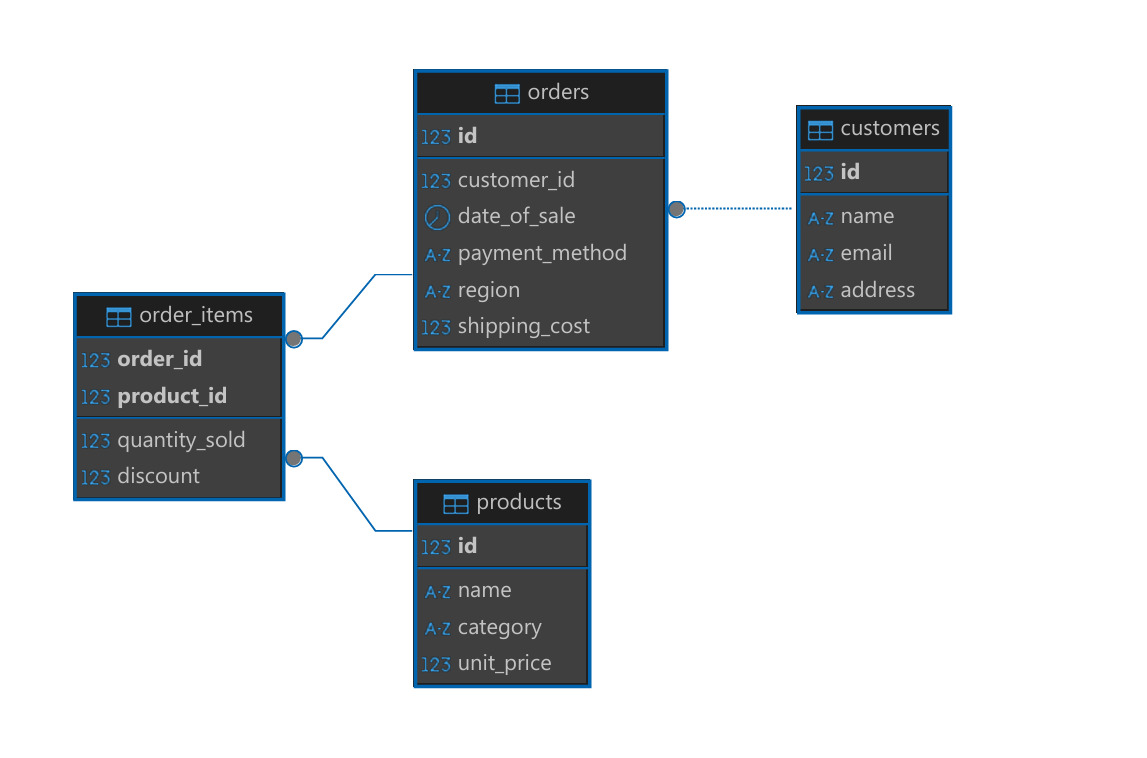 orders
123 id
123 customer_id
date_of_sale
A-Z payment_method
A-Z region
123 shipping_cost
customers
123 id
A-Z name
A-Z email
A-Z address
order_items
123 order_id
123 product_id
123 quantity_sold
123 discount
products
123 id
A-Z name
A-Z category
123 unit_price